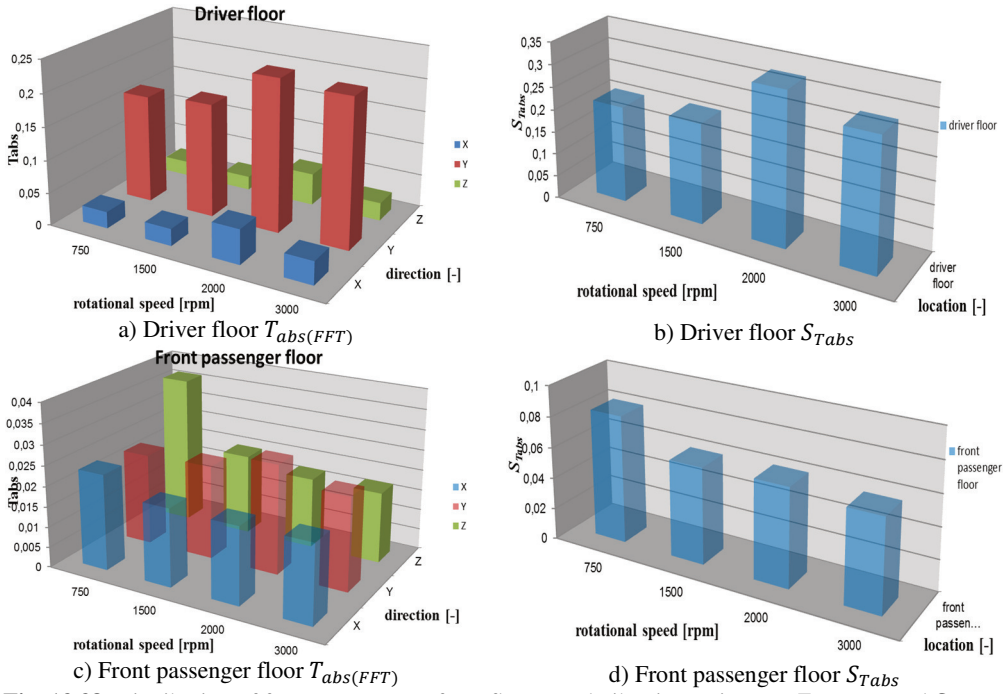 Driver floor
0,25
0,2
0,15
0,1
0,05
0
Tabs
750
1500
2000
3000
rotational speed [rpm]
X
Y
Z
direction [-]
X
Y
Z
a) Driver floor T_abs(FFT)
0,35
0,3
0,25
0,2
0,15
0,1
0,05
0
S_Tabs
750
1500
2000
3000
rotational speed [rpm]
driver floor
location [-]
driver floor
b) Driver floor S_Tabs
Front passenger floor
0,04
0,035
0,03
0,025
0,02
0,015
0,01
0,005
0
Tabs
750
1500
2000
3000
rotational speed [rpm]
X
Y
Z
direction [-]
X
Y
Z
c) Front passenger floor T_abs(FFT)
0,1
0,08
0,06
0,04
0,02
0
S_Tabs
750
1500
2000
3000
rotational speed [rpm]
front
passen...
location [-]
front
passenger
floor
d) Front passenger floor S_Tabs